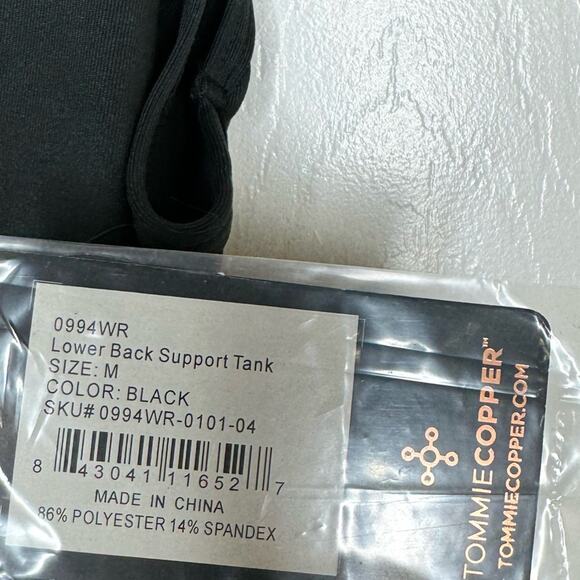 0994WR
Lower Back Support Tank
SIZE: M
COLOR: BLACK
SKU# 0994WR-0101-04
8 43041 11652 7
MADE IN CHINA
86% POLYESTER 14% SPANDEX
TOMMIECOPPER™
TOMMIECOPPER.COM